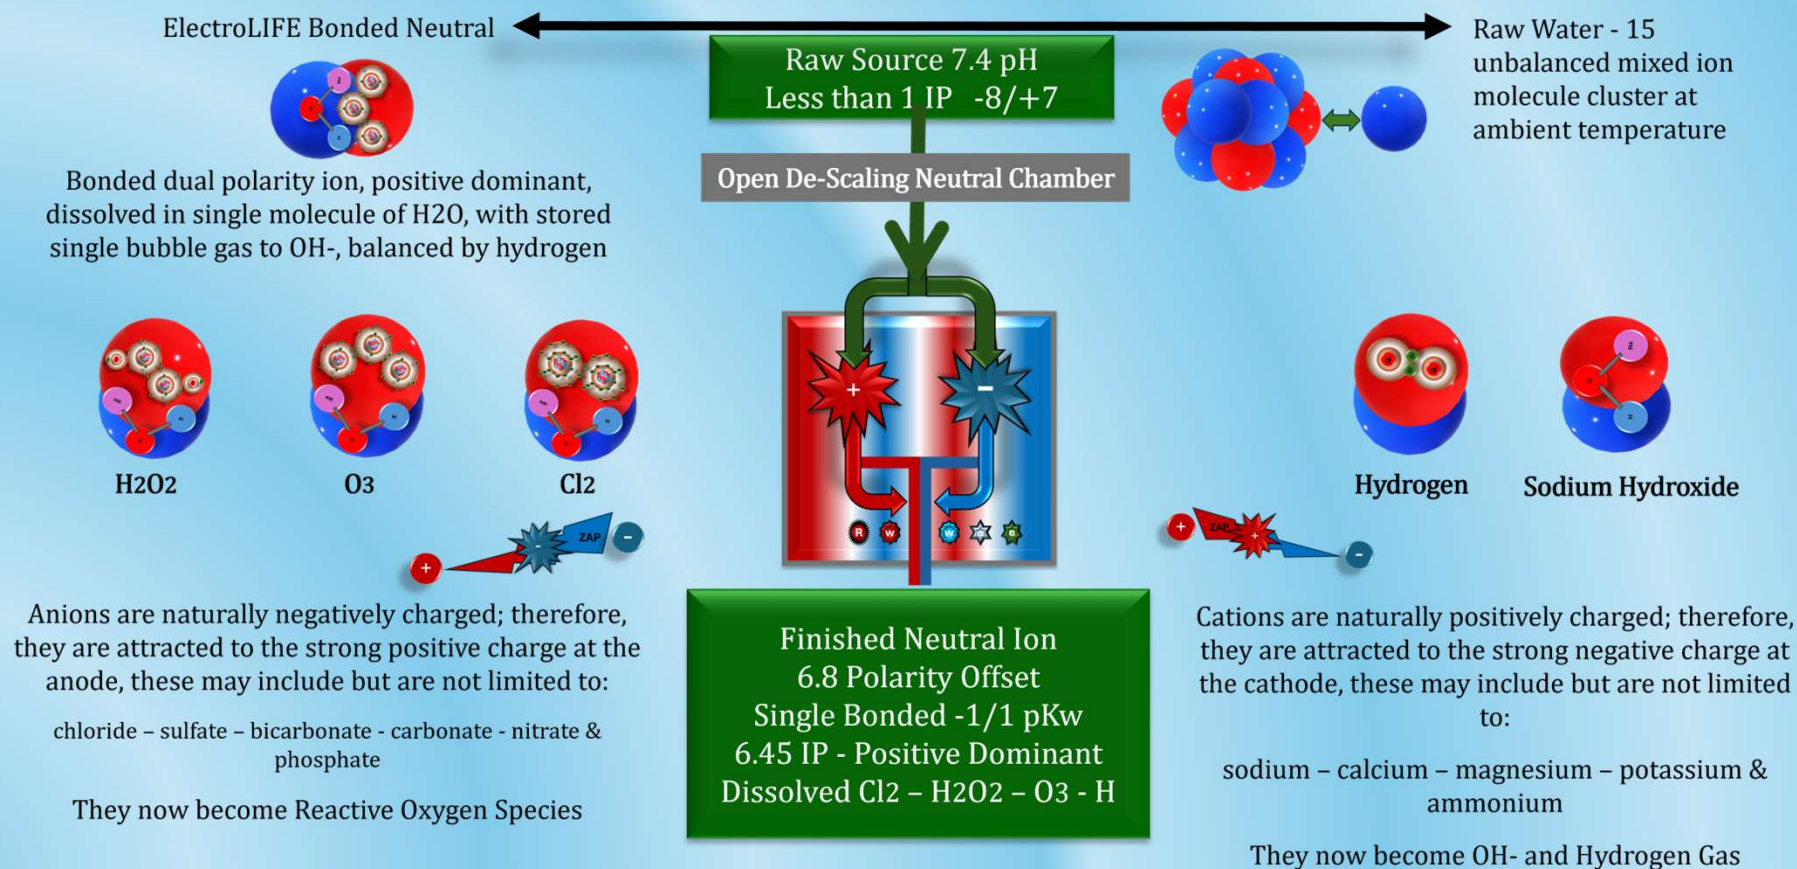 ElectroLIFE Bonded Neutral
Bonded dual polarity ion, positive dominant,
dissolved in single molecule of H2O, with stored
single bubble gas to OH-, balanced by hydrogen
Raw Source 7.4 pH
Less than 1 IP -8/+7
Open De-Scaling Neutral Chamber
Raw Water - 15
unbalanced mixed ion
molecule cluster at
ambient temperature
H2O2
O3
Cl2
Hydrogen
Sodium Hydroxide
+
-
R
w
w
e
+
-
ZAP
-
+
ZAP
+
-
Anions are naturally negatively charged; therefore,
they are attracted to the strong positive charge at the
anode, these may include but are not limited to:
chloride – sulfate – bicarbonate - carbonate - nitrate &
phosphate
They now become Reactive Oxygen Species
Finished Neutral Ion
6.8 Polarity Offset
Single Bonded -1/1 pKw
6.45 IP - Positive Dominant
Dissolved Cl2 – H2O2 – O3 - H
Cations are naturally positively charged; therefore,
they are attracted to the strong negative charge at
the cathode, these may include but are not limited
to:
sodium – calcium – magnesium – potassium &
ammonium
They now become OH- and Hydrogen Gas